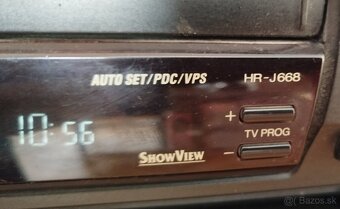 AUTO SET/PDC/VPS HR-J668
10:56 +
TV PROG
SHOWVIEW −
© Bazos.sk